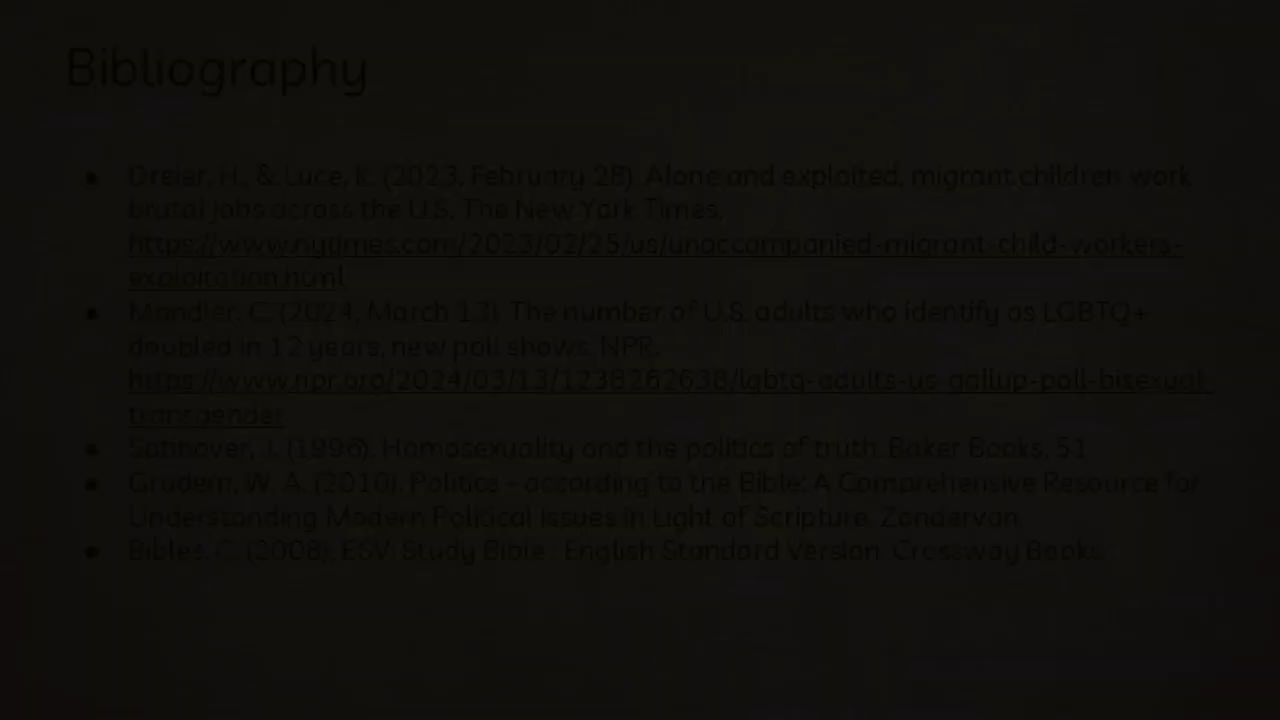 Bibliography
● Dreier, H., & Luce, K. (2023, February 28). Alone and exploited, migrant children work
brutal jobs across the U.S. The New York Times.
https://www.nytimes.com/2023/02/25/us/unaccompanied-migrant-child-workers-
exploitation.html
● Mandler, C. (2024, March 13). The number of U.S. adults who identify as LGBTQ+
doubled in 12 years, new poll shows. NPR.
https://www.npr.org/2024/03/13/1238262638/lgbtq-adults-us-gallup-poll-bisexual-
transgender
● Satinover, J. (1996). Homosexuality and the politics of truth. Baker Books, 51
● Grudem, W. A. (2010). Politics - according to the Bible: A Comprehensive Resource for
Understanding Modern Political Issues in Light of Scripture. Zondervan.
● Bibles, C. (2008). ESV Study Bible: English Standard Version. Crossway Books.